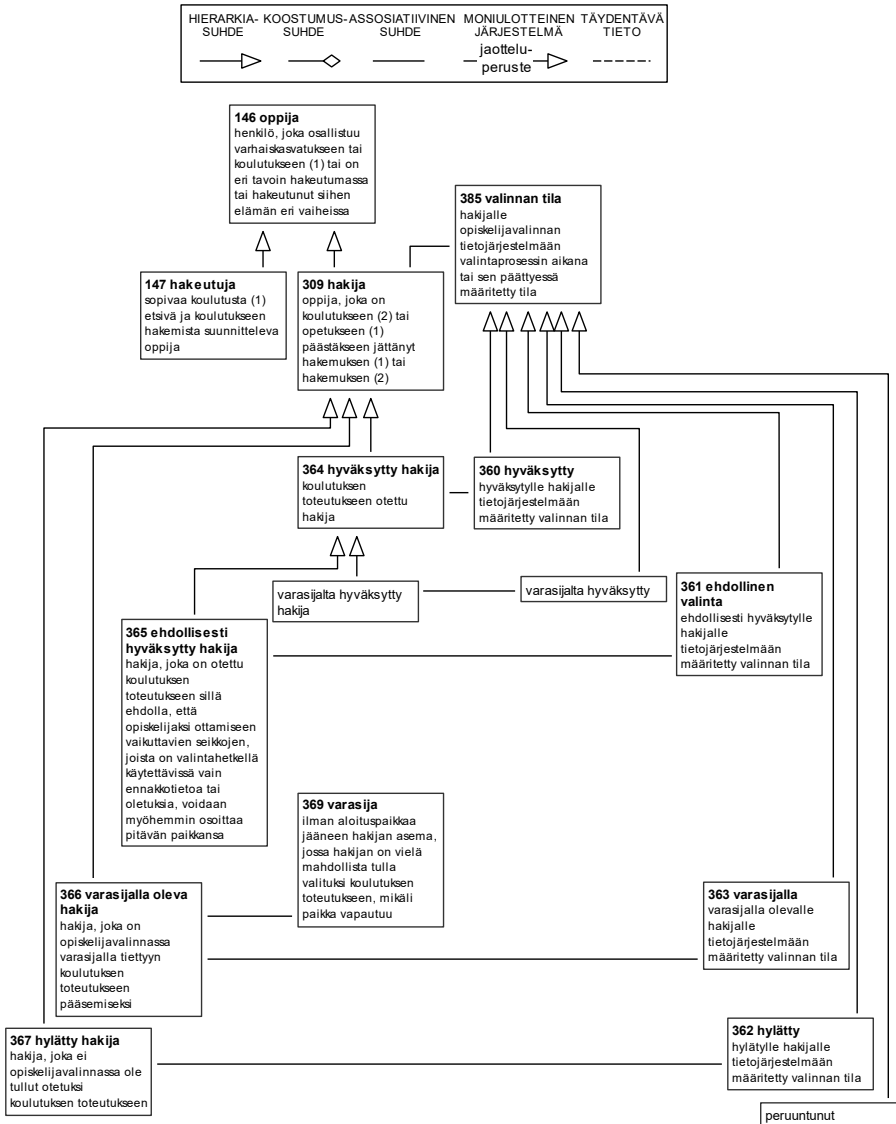 HIERARKIA-
SUHDE
KOOSTUMUS-
SUHDE
ASSOSIATIIVINEN
SUHDE
MONIULOTTEINEN
JÄRJESTELMÄ
TÄYDENTÄVÄ
TIETO
jaottelu-
peruste
146 oppija
henkilö, joka osallistuu
varhaiskasvatukseen tai
koulutukseen (1) tai on
eri tavoin hakeutumassa
tai hakeutunut siihen
elämän eri vaiheissa
385 valinnan tila
hakijalle
opiskelijavalinnan
tietojärjestelmään
valintaprosessin aikana
tai sen päättyessä
määritetty tila
147 hakeutuja
sopivaa koulutusta (1)
etsivä ja koulutukseen
hakemista suunnitteleva
oppija
309 hakija
oppija, joka on
koulutukseen (2) tai
opetukseen (1)
päästäkseen jättänyt
hakemuksen (1) tai
hakemuksen (2)
364 hyväksytty hakija
koulutuksen
toteutukseen otettu
hakija
360 hyväksytty
hyväksytylle hakijalle
tietojärjestelmään
määritetty valinnan tila
varasijalta hyväksytty
hakija
varasijalta hyväksytty
361 ehdollinen
valinta
ehdollisesti hyväksytylle
hakijalle
tietojärjestelmään
määritetty valinnan tila
365 ehdollisesti
hyväksytty hakija
hakija, joka on otettu
koulutuksen
toteutukseen sillä
ehdolla, että
opiskelijaksi ottamiseen
vaikuttavien seikkojen,
joista on valintahetkellä
käytettävissä vain
ennakkotietoa tai
oletuksia, voidaan
myöhemmin osoittaa
pitävän paikkansa
369 varasija
ilman aloituspaikkaa
jääneen hakijan asema,
jossa hakijan on vielä
mahdollista tulla
valituksi koulutuksen
toteutukseen, mikäli
paikka vapautuu
366 varasijalla oleva
hakija
hakija, joka on
opiskelijavalinnassa
varasijalla tiettyyn
koulutuksen
toteutukseen
pääsemiseksi
363 varasijalla
varasijalla olevalle
hakijalle
tietojärjestelmään
määritetty valinnan tila
367 hylätty hakija
hakija, joka ei
opiskelijavalinnassa ole
tullut otetuksi
koulutuksen toteutukseen
362 hylätty
hylätylle hakijalle
tietojärjestelmään
määritetty valinnan tila
peruuntunut